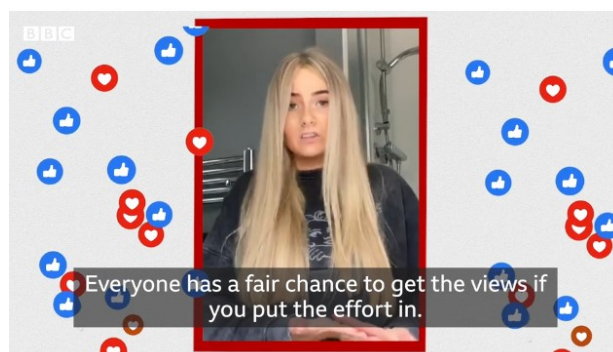 BBC
Everyone has a fair chance to get the views if
you put the effort in.